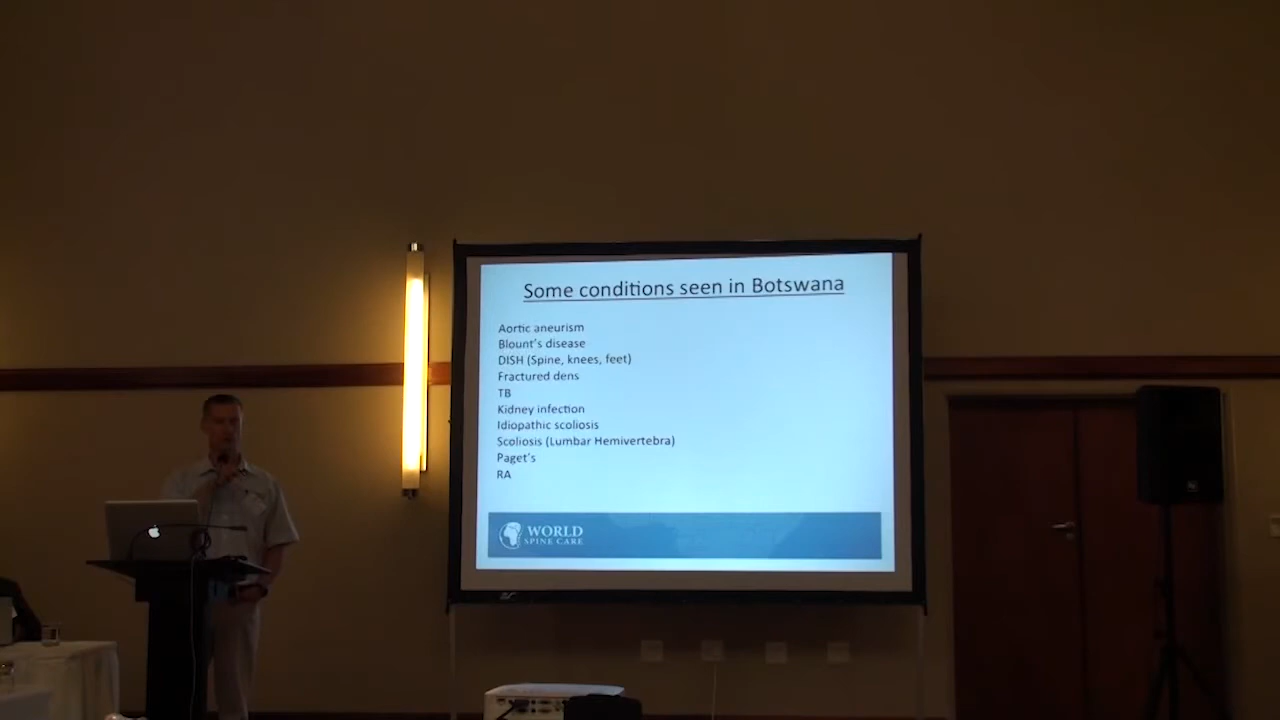 Some conditions seen in Botswana
Aortic aneurism
Blount's disease
DISH (Spine, knees, feet)
Fractured dens
TB
Kidney infection
Idiopathic scoliosis
Scoliosis (Lumbar Hemivertebra)
Paget's
RA
WORLD
SPINE CARE